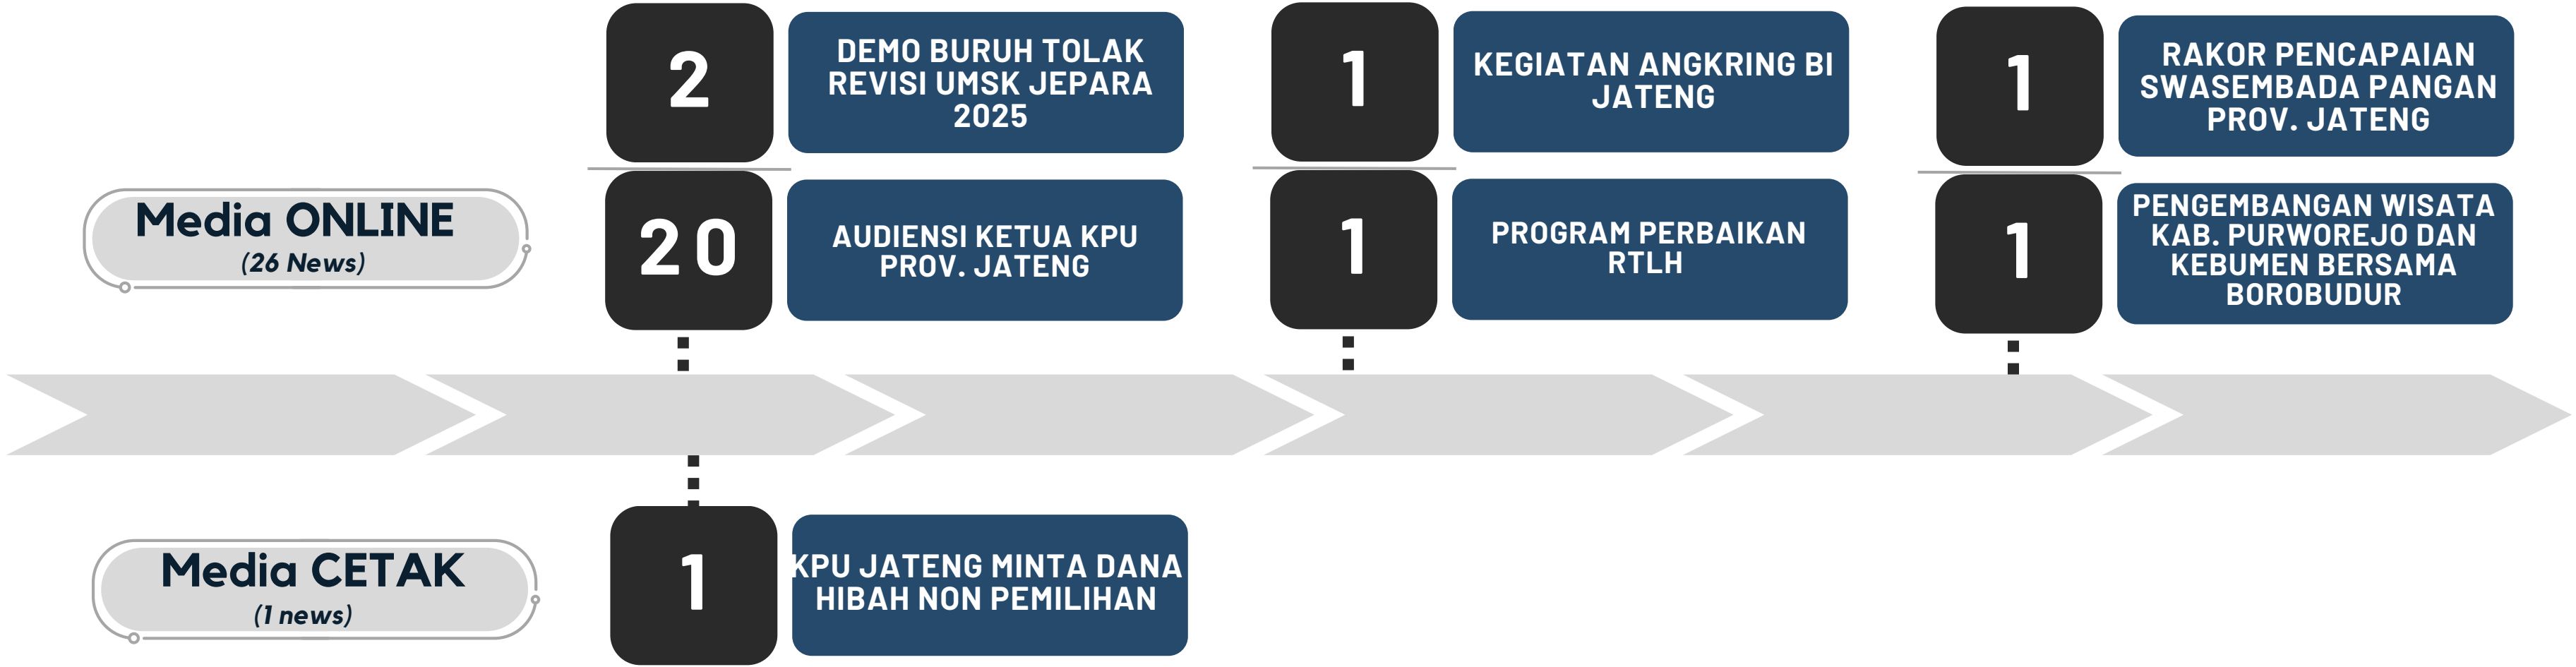 2
DEMO BURUH TOLAK
REVISI UMSK JEPARA
2025
1
KEGIATAN ANGKRING BI
JATENG
1
RAKOR PENCAPAIAN
SWASEMBADA PANGAN
PROV. JATENG
Media ONLINE
(26 News)
20
AUDIENSI KETUA KPU
PROV. JATENG
1
PROGRAM PERBAIKAN
RTLH
1
PENGEMBANGAN WISATA
KAB. PURWOREJO DAN
KEBUMEN BERSAMA
BOROBUDUR
Media CETAK
(1 news)
1
KPU JATENG MINTA DANA
HIBAH NON PEMILIHAN